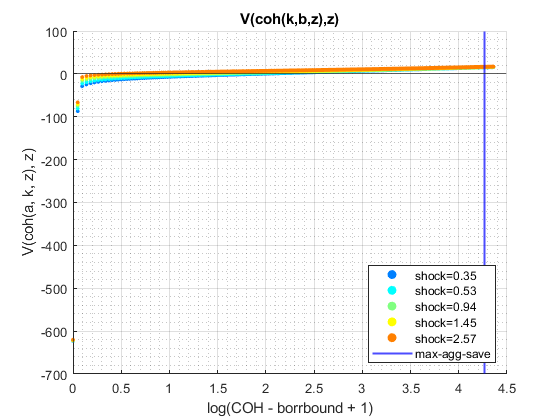 V(coh(k,b,z),z)
100
0
-100
-200
-300
-400
-500
-600
-700
V(coh(a, k, z), z)
shock=0.35
shock=0.53
shock=0.94
shock=1.45
shock=2.57
max-agg-save
0 0.5 1 1.5 2 2.5 3 3.5 4 4.5
log(COH - borrbound + 1)